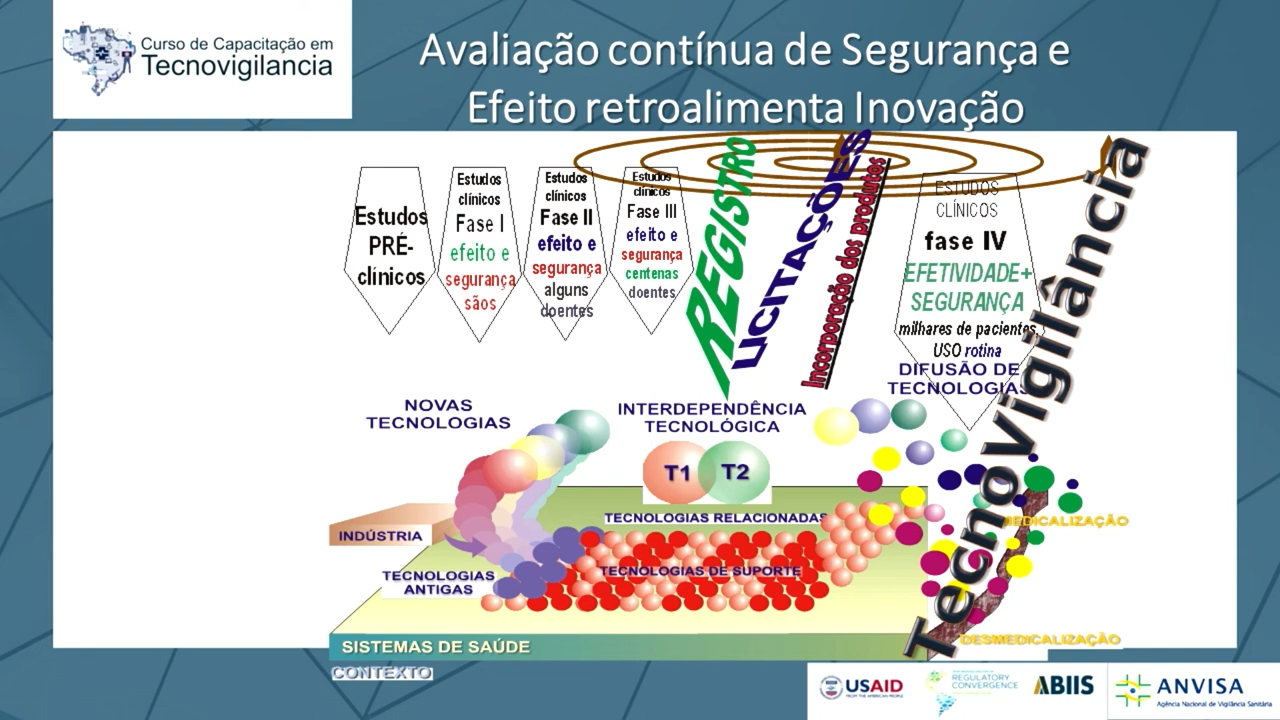 Curso de Capacitação em
Tecnovigilancia
Avaliação contínua de Segurança e
Efeito retroalimenta Inovação
Estudos
PRÉ-
clínicos
Estudos
clínicos
Fase I
efeito e
segurança
sãos
Estudos
clínicos
Fase II
efeito e
segurança
alguns
doentes
Estudos
clínicos
Fase III
efeito e
segurança
centenas
doentes
REGISTRO
LICITAÇÕES
Incorporação dos produtos
ESTUDOS
CLÍNICOS
fase IV
EFETIVIDADE+
SEGURANÇA
milhares de pacientes,
USO rotina
DIFUSÃO DE
TECNOLOGIAS
TecnoVigilância
NOVAS
TECNOLOGIAS
INTERDEPENDÊNCIA
TECNOLÓGICA
T1
T2
TECNOLOGIAS RELACIONADAS
INDÚSTRIA
TECNOLOGIAS DE SUPORTE
TECNOLOGIAS
ANTIGAS
MEDICALIZAÇÃO
DESMEDICALIZAÇÃO
SISTEMAS DE SAÚDE
CONTEXTO
USAID
FROM THE AMERICAN PEOPLE
REGULATORY
CONVERGENCE
ABIIS
ANVISA
Agência Nacional de Vigilância Sanitária